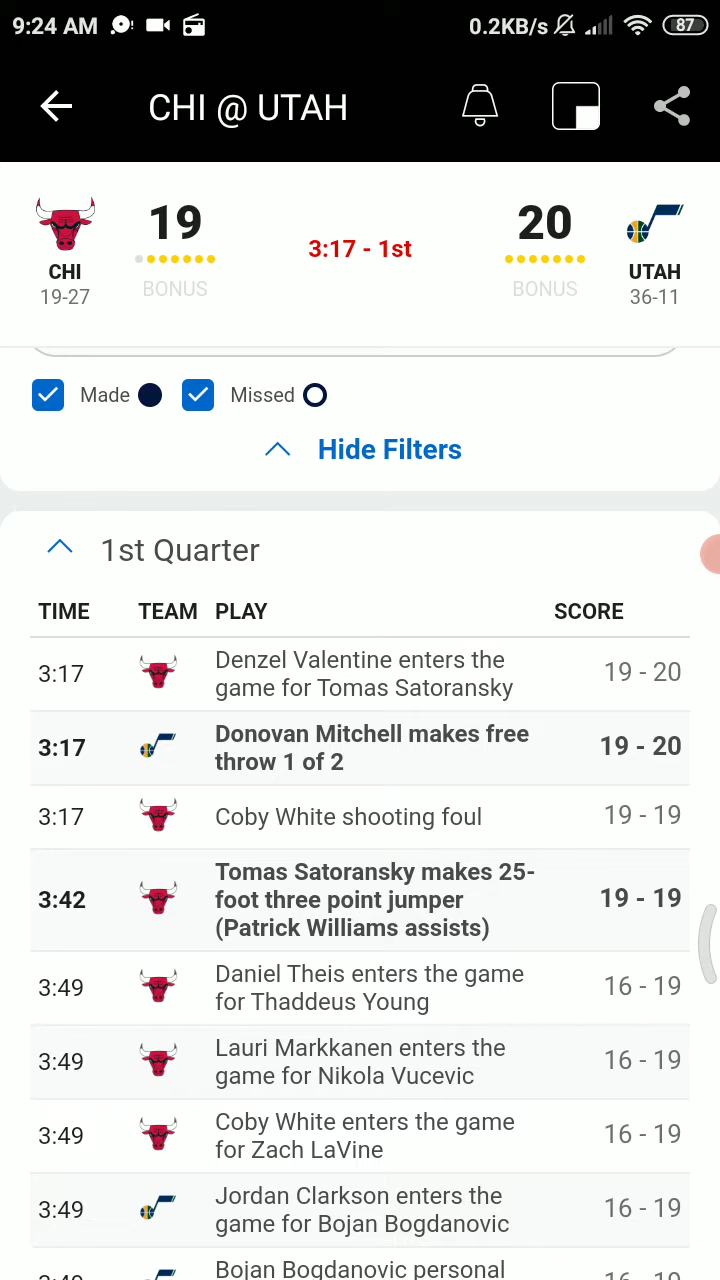 9:24 AM 0.2KB/s 87
CHI @ UTAH
19 20
3:17 - 1st
CHI UTAH
19-27 BONUS BONUS 36-11
Made Missed
Hide Filters
1st Quarter
TIME TEAM PLAY SCORE
3:17 Denzel Valentine enters the
game for Tomas Satoransky 19 - 20
3:17 Donovan Mitchell makes free
throw 1 of 2 19 - 20
3:17 Coby White shooting foul 19 - 19
Tomas Satoransky makes 25-
3:42 foot three point jumper 19 - 19
(Patrick Williams assists)
3:49 Daniel Theis enters the game
for Thaddeus Young 16 - 19
3:49 Lauri Markkanen enters the
game for Nikola Vucevic 16 - 19
3:49 Coby White enters the game
for Zach LaVine 16 - 19
3:49 Jordan Clarkson enters the
game for Bojan Bogdanovic 16 - 19
3:49 Bojan Bogdanovic personal 16 - 19